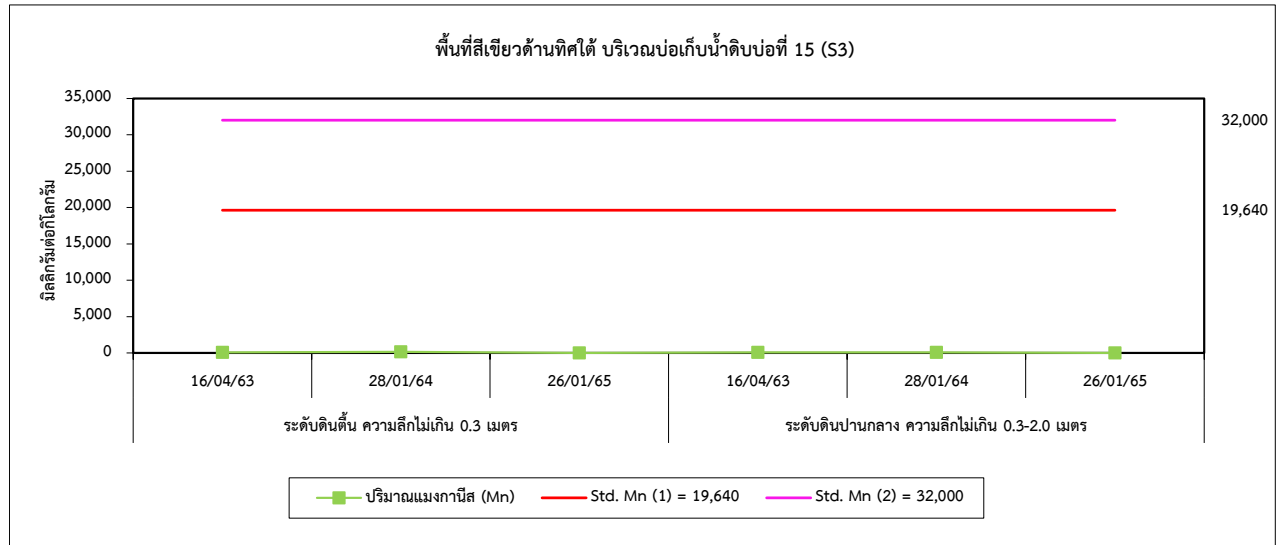 พื้นที่สีเขียวด้านทิศใต้ บริเวณบ่อเก็บน้ำดิบบ่อที่ 15 (S3)
มิลลิกรัมต่อกิโลกรัม
35,000
30,000
25,000
20,000
15,000
10,000
5,000
0
32,000
19,640
16/04/63 28/01/64 26/01/65 16/04/63 28/01/64 26/01/65
ระดับดินตื้น ความลึกไม่เกิน 0.3 เมตร ระดับดินปานกลาง ความลึกไม่เกิน 0.3-2.0 เมตร
ปริมาณแมงกานีส (Mn) Std. Mn (1) = 19,640 Std. Mn (2) = 32,000